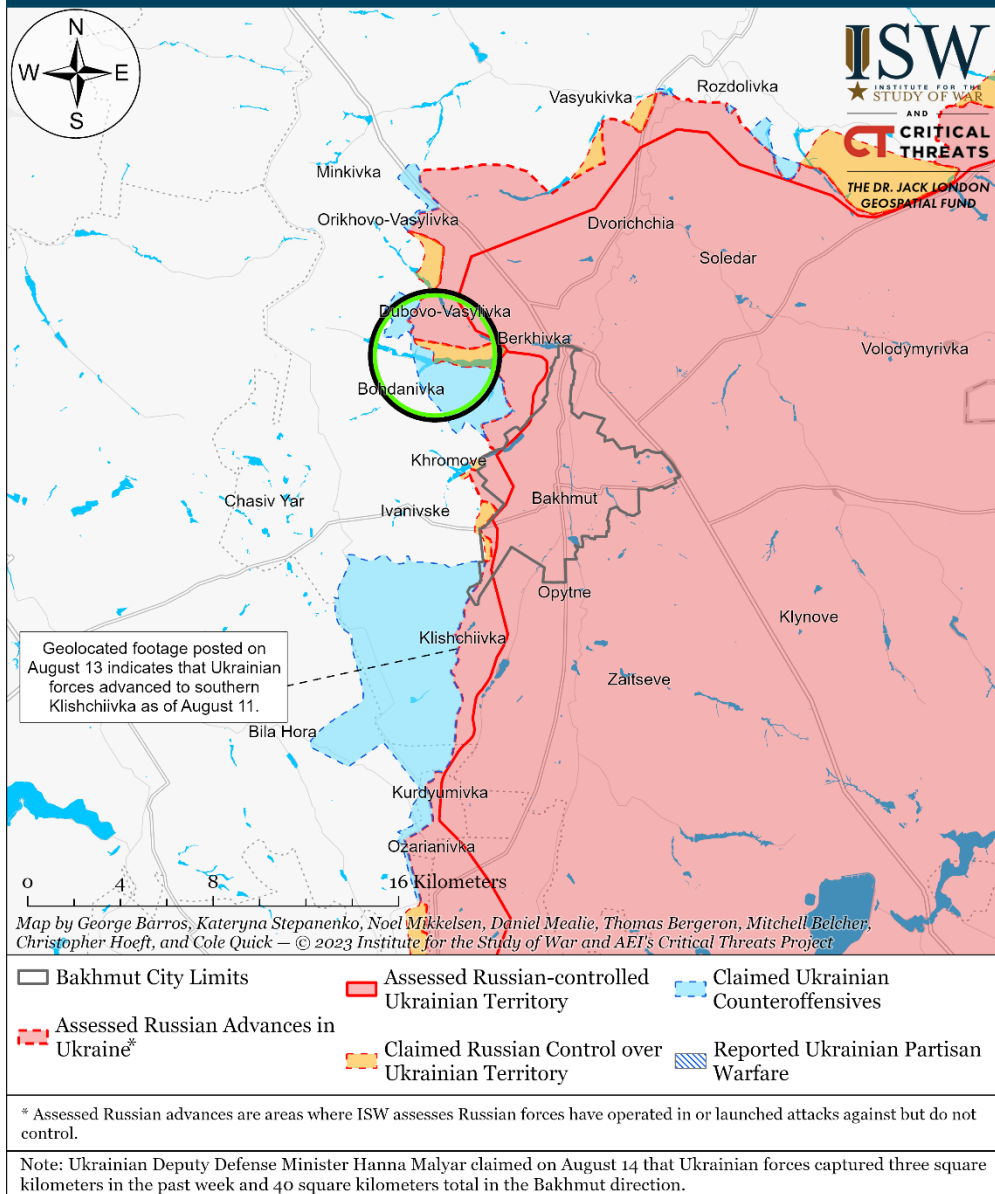 N
W E
S
ISW
INSTITUTE FOR THE
STUDY OF WAR
AND
CT CRITICAL
THREATS
THE DR. JACK LONDON
GEOSPATIAL FUND
Vasyukivka
Rozdolivka
Minkivka
Orikhovo-Vasylivka
Dvorichchia
Soledar
Dubovo-Vasylivka
Berkhivka
Volodymyrivka
Bohdanivka
Khromove
Chasiv Yar
Ivanivske
Bakhmut
Opytne
Klynove
Klishchiivka
Zaitseve
Geolocated footage posted on
August 13 indicates that Ukrainian
forces advanced to southern
Klishchiivka as of August 11.
Bila Hora
Kurdyumivka
Ozarianivka
0 4 8 16 Kilometers
Map by George Barros, Kateryna Stepanenko, Noel Mikkelsen, Daniel Mealie, Thomas Bergeron, Mitchell Belcher,
Christopher Hoeft, and Cole Quick — © 2023 Institute for the Study of War and AEI's Critical Threats Project
Bakhmut City Limits
Assessed Russian Advances in
Ukraine*
Assessed Russian-controlled
Ukrainian Territory
Claimed Russian Control over
Ukrainian Territory
Claimed Ukrainian
Counteroffensives
Reported Ukrainian Partisan
Warfare
* Assessed Russian advances are areas where ISW assesses Russian forces have operated in or launched attacks against but do not
control.
Note: Ukrainian Deputy Defense Minister Hanna Malyar claimed on August 14 that Ukrainian forces captured three square
kilometers in the past week and 40 square kilometers total in the Bakhmut direction.